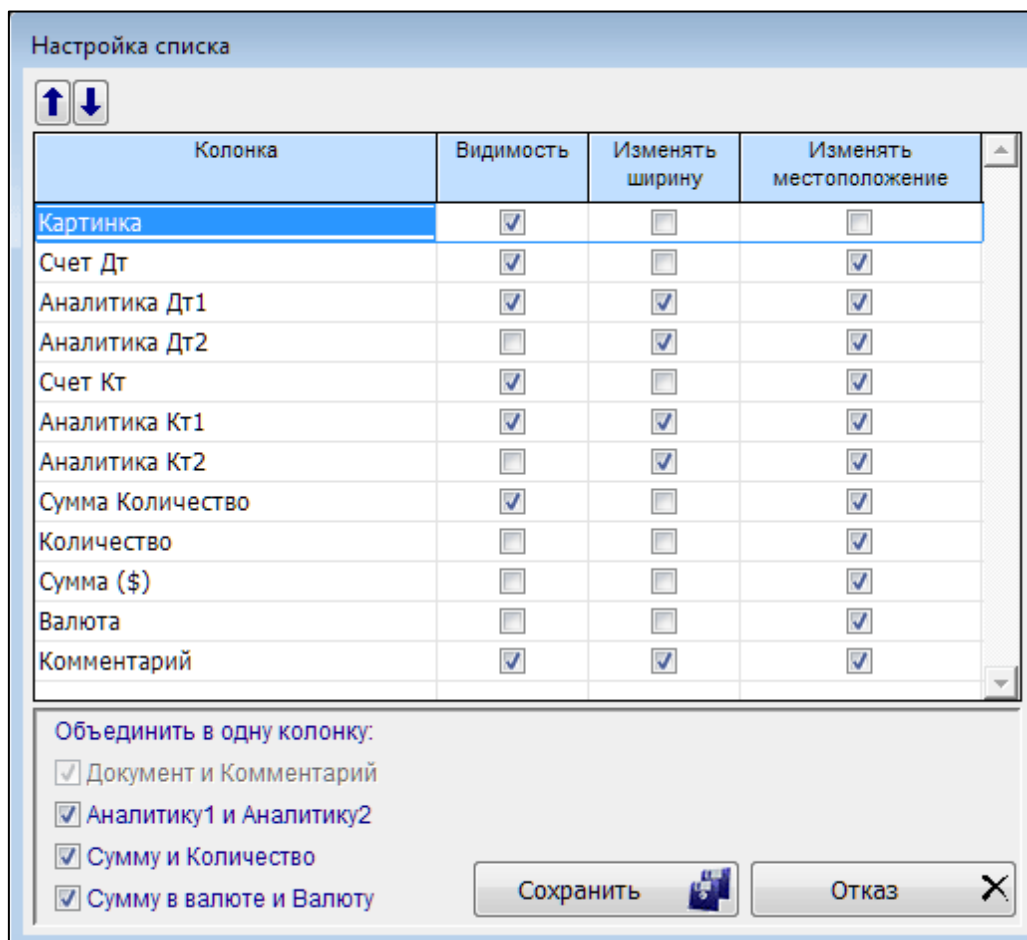 Настройка списка
Колонка Видимость Изменять ширину Изменять местоположение
Картинка
Счет Дт
Аналитика Дт1
Аналитика Дт2
Счет Кт
Аналитика Кт1
Аналитика Кт2
Сумма Количество
Количество
Сумма ($)
Валюта
Комментарий
Объединить в одну колонку:
Документ и Комментарий
Аналитику1 и Аналитику2
Сумму и Количество
Сумму в валюте и Валюту
Сохранить Отказ